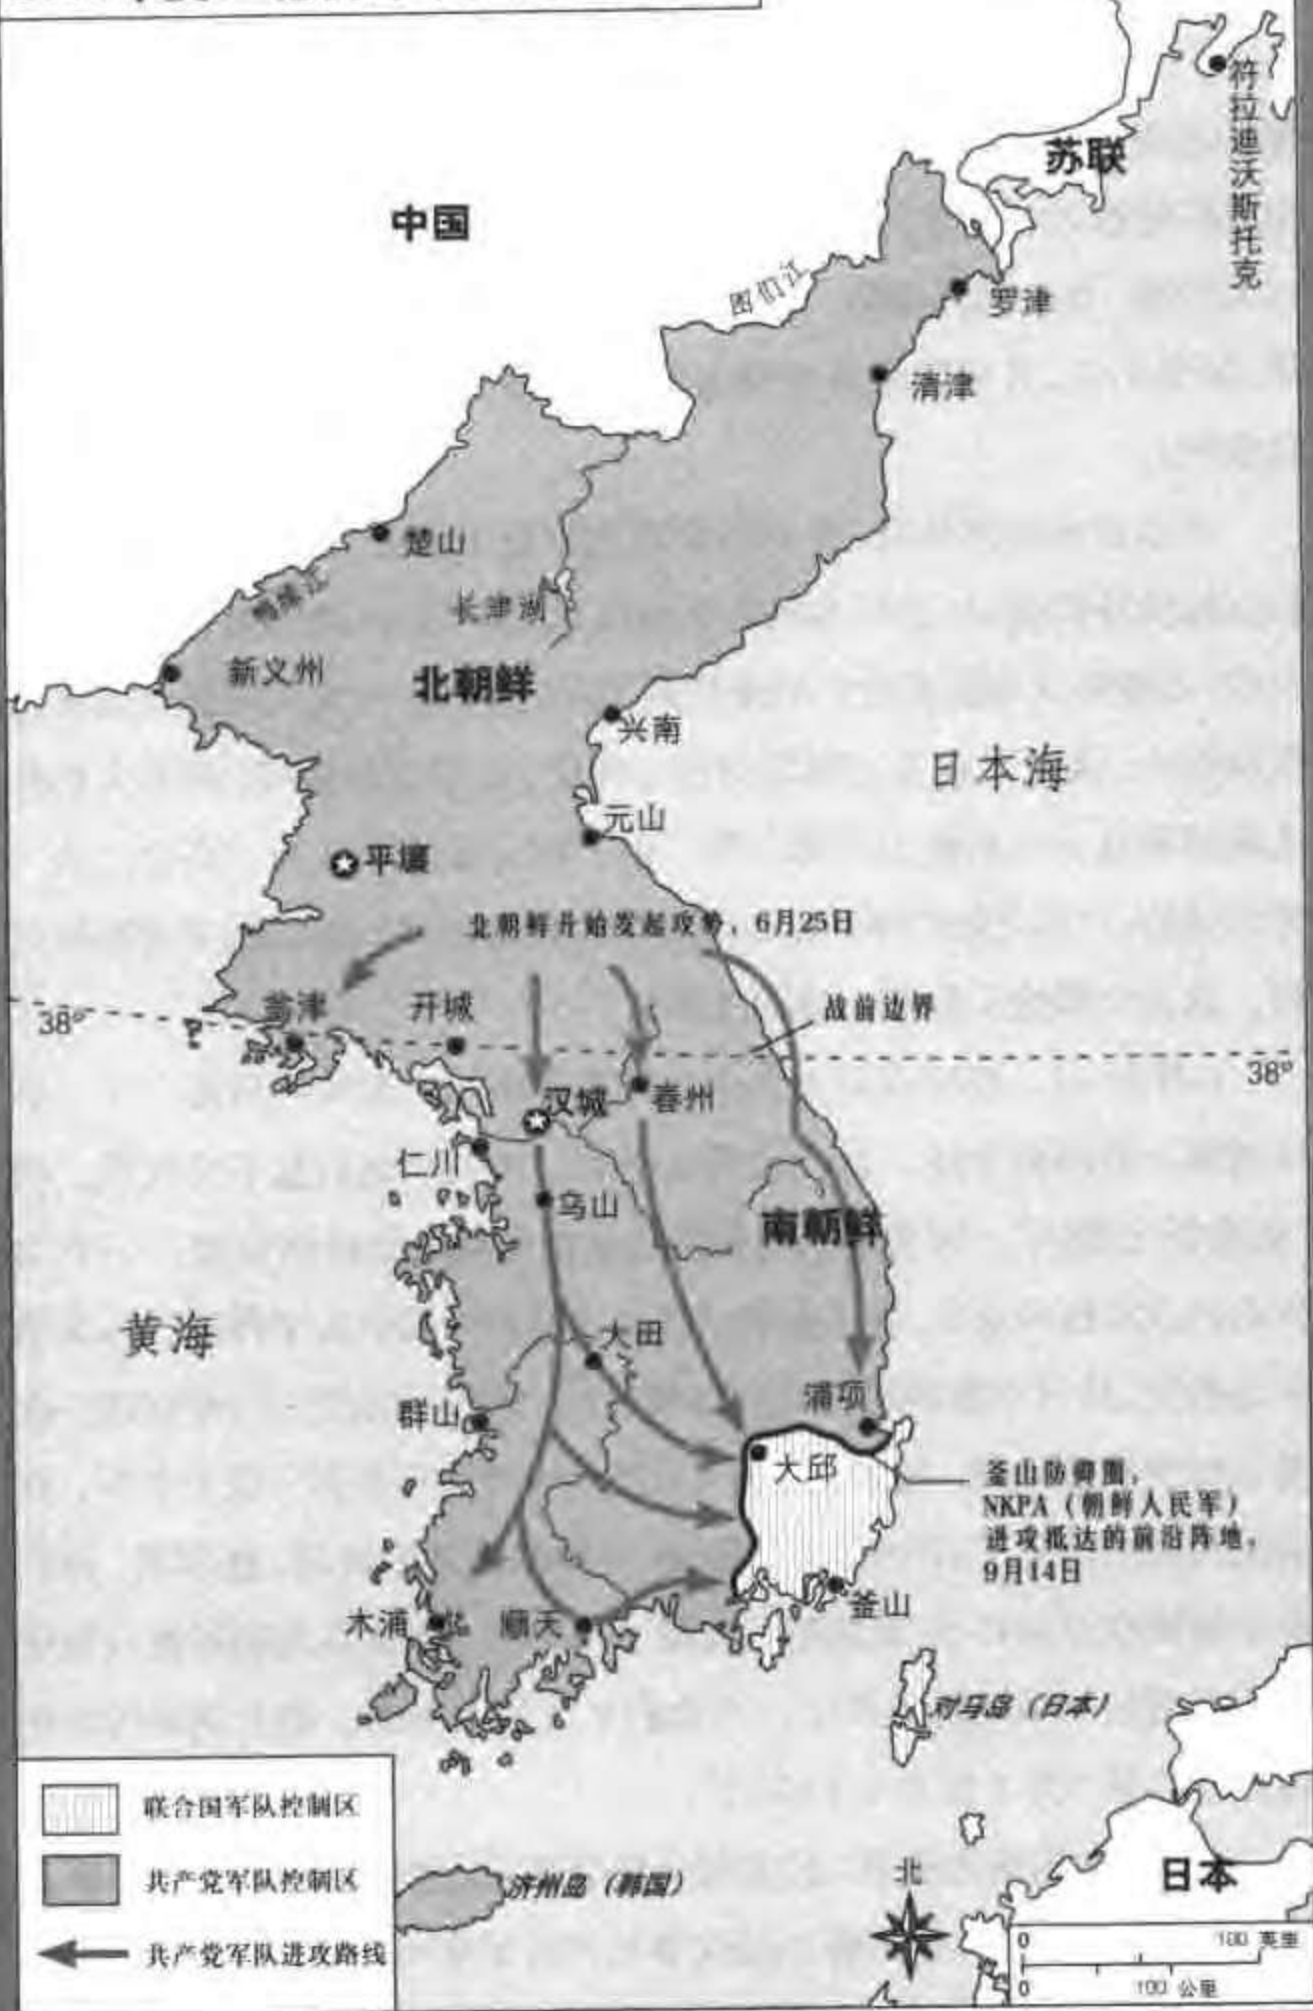 中国
苏联
符拉迪沃斯托克
图们江
罗津
清津
楚山
长津湖
新义州
北朝鲜
兴南
日本海
元山
平壤
北朝鲜开始发起攻势，6月25日
战前边界
瓮津
开城
38°
38°
汉城
春州
仁川
乌山
南朝鲜
黄海
大田
群山
浦项
大邱
釜山防御圈，
NKPA（朝鲜人民军）
进攻抵达的前沿阵地，
9月14日
釜山
木浦
顺天
对马岛（日本）
联合国军队控制区
共产党军队控制区
共产党军队进攻路线
济州岛（韩国）
北
日本
0 100 英里
0 100 公里